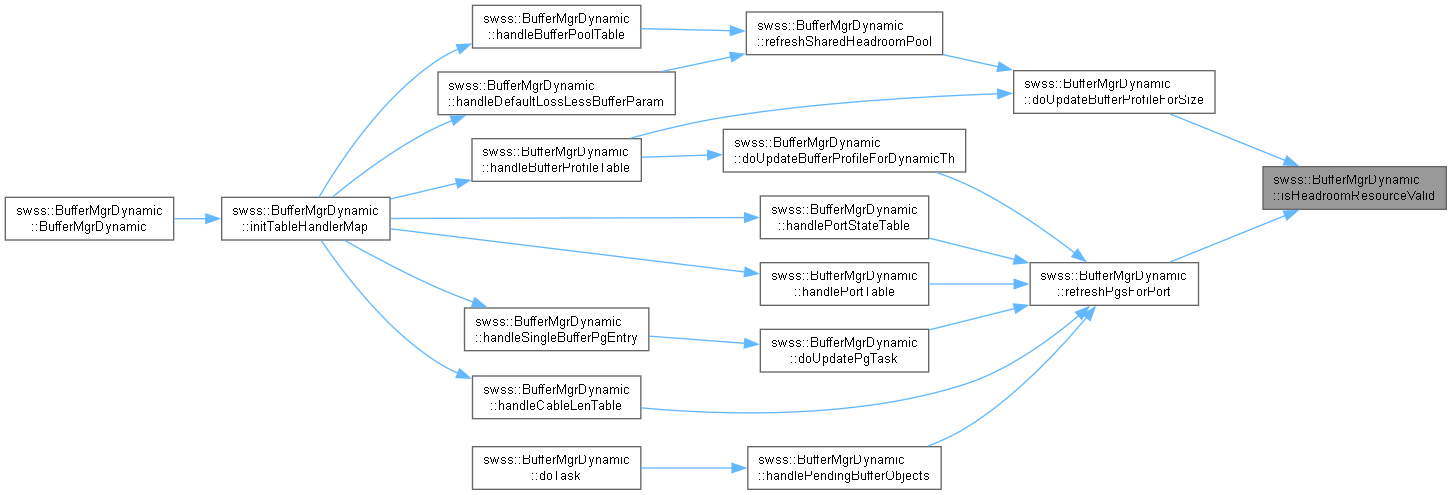 swss::BufferMgrDynamic
::handleBufferPoolTable
swss::BufferMgrDynamic
::refreshSharedHeadroomPool
swss::BufferMgrDynamic
::handleDefaultLossLessBufferParam
swss::BufferMgrDynamic
::doUpdateBufferProfileForSize
swss::BufferMgrDynamic
::handleBufferProfileTable
swss::BufferMgrDynamic
::doUpdateBufferProfileForDynamicTh
swss::BufferMgrDynamic
::isHeadroomResourceValid
swss::BufferMgrDynamic
::BufferMgrDynamic
swss::BufferMgrDynamic
::initTableHandlerMap
swss::BufferMgrDynamic
::handlePortStateTable
swss::BufferMgrDynamic
::handlePortTable
swss::BufferMgrDynamic
::refreshPgsForPort
swss::BufferMgrDynamic
::handleSingleBufferPgEntry
swss::BufferMgrDynamic
::doUpdatePgTask
swss::BufferMgrDynamic
::handleCableLenTable
swss::BufferMgrDynamic
::doTask
swss::BufferMgrDynamic
::handlePendingBufferObjects